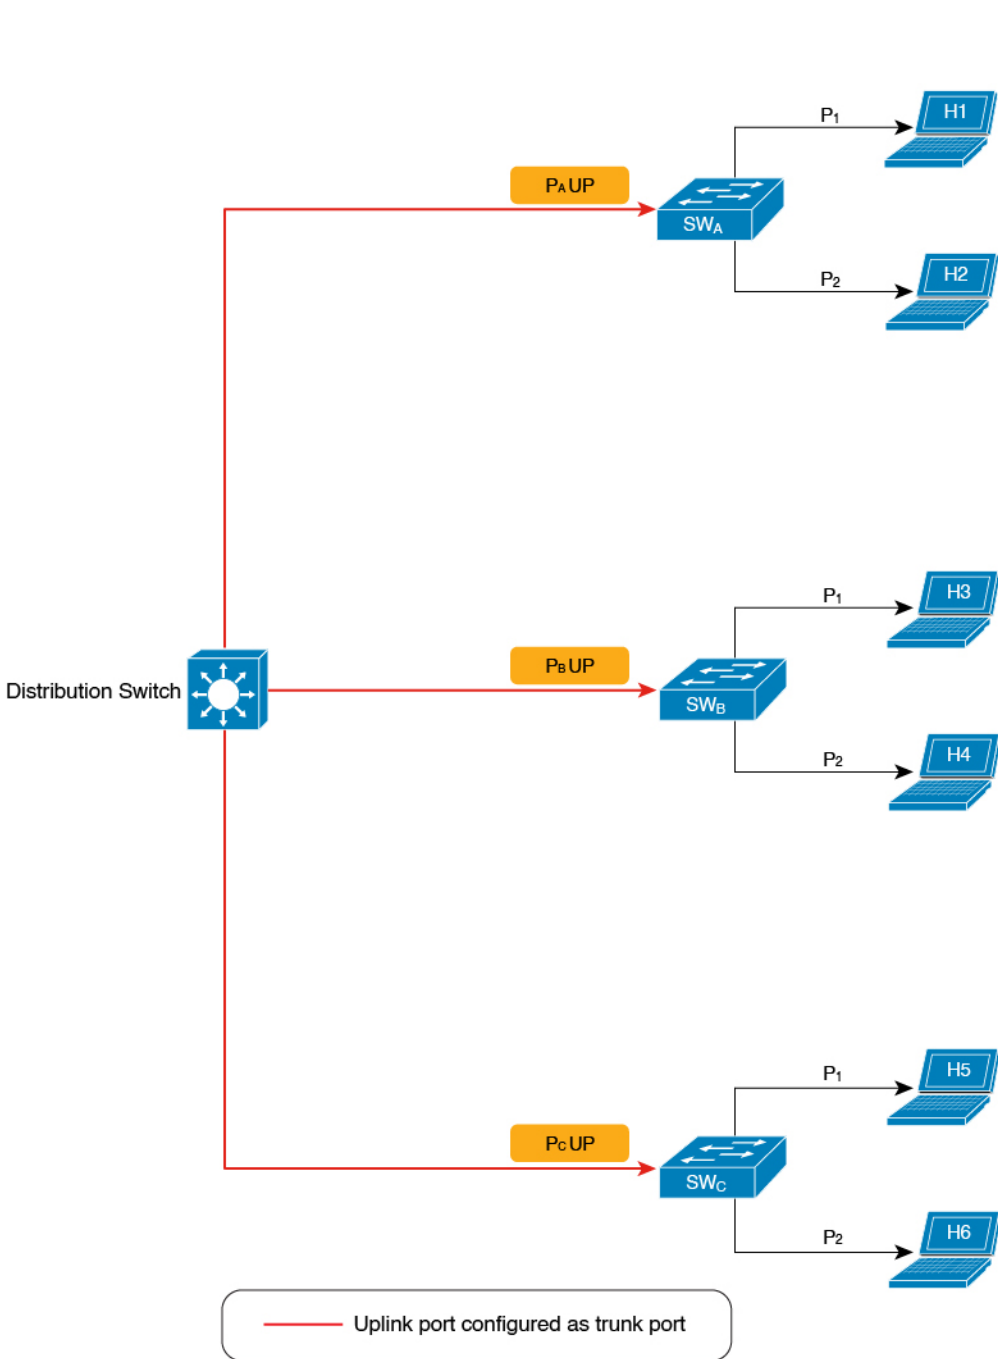 P1
H1
PA UP
SWA
P2
H2
P1
H3
PB UP
Distribution Switch
SWB
P2
H4
P1
H5
PC UP
SWC
P2
H6
Uplink port configured as trunk port